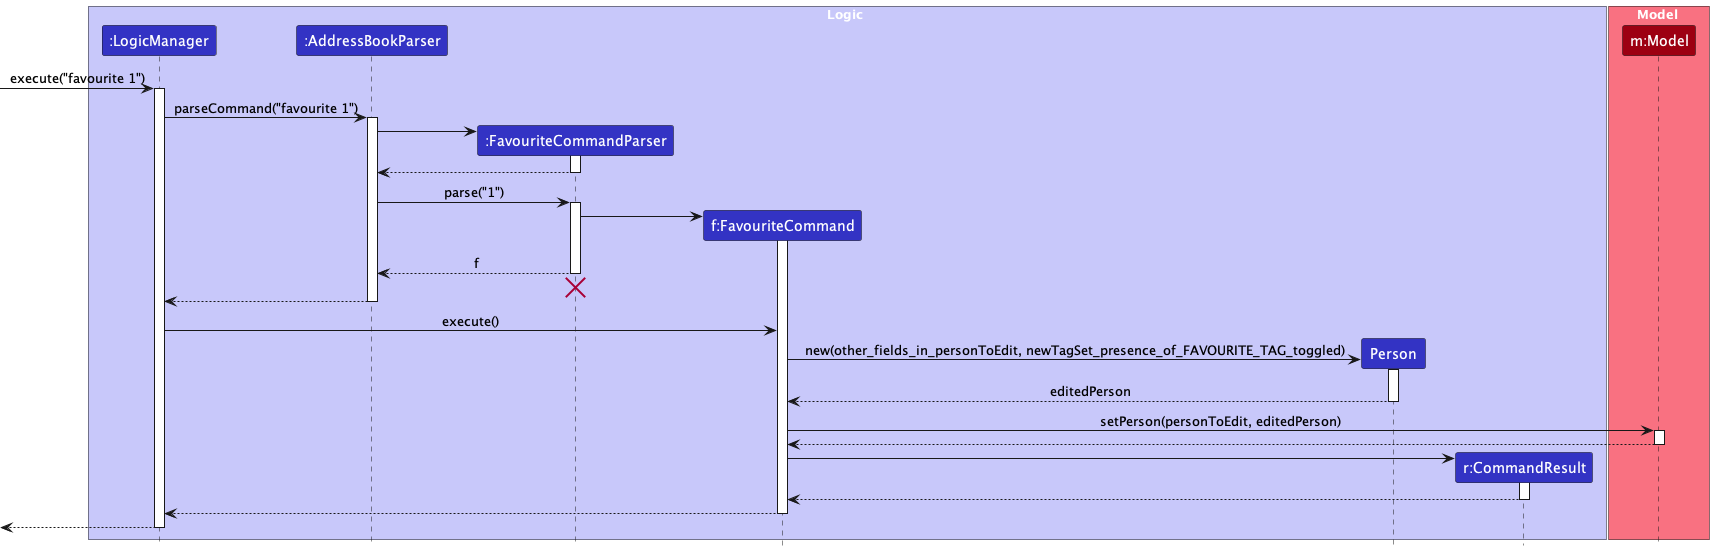 Logic
Model
:LogicManager
:AddressBookParser
m:Model
execute("favourite 1")
parseCommand("favourite 1")
:FavouriteCommandParser
parse("1")
f:FavouriteCommand
f
execute()
new(other_fields_in_personToEdit, newTagSet_presence_of_FAVOURITE_TAG_toggled)
Person
editedPerson
setPerson(personToEdit, editedPerson)
r:CommandResult